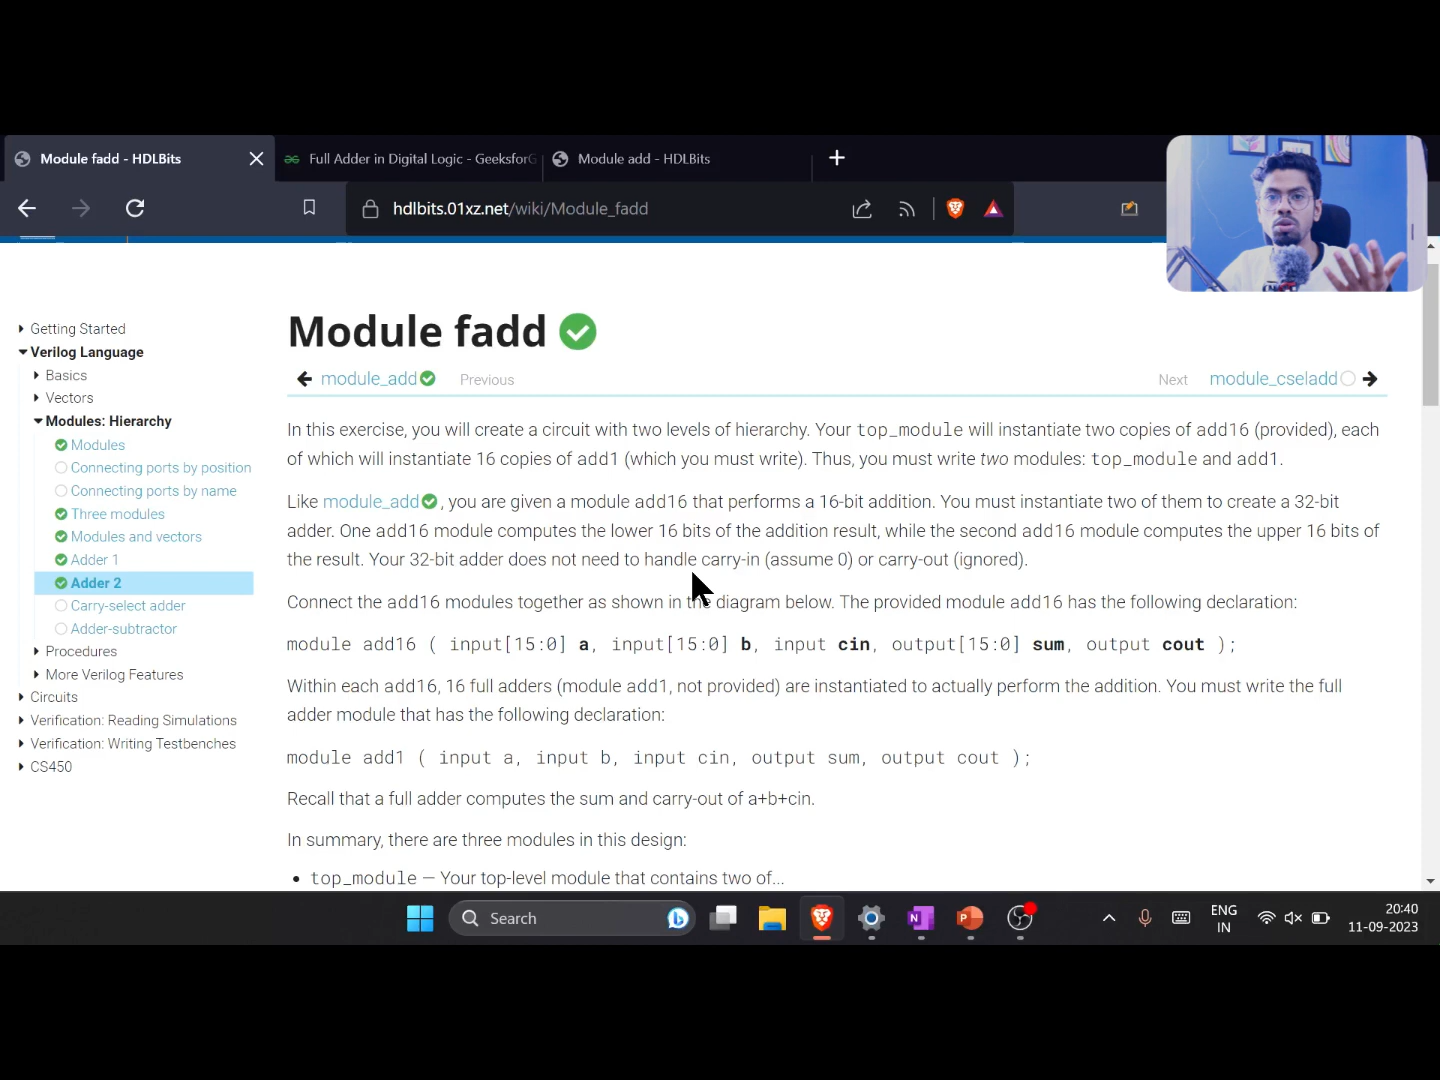 Module fadd - HDLBits
Full Adder in Digital Logic - GeeksforG
Module add - HDLBits
hdlbits.01xz.net/wiki/Module_fadd
Getting Started
Verilog Language
Basics
Vectors
Modules: Hierarchy
Modules
Connecting ports by position
Connecting ports by name
Three modules
Modules and vectors
Adder 1
Adder 2
Carry-select adder
Adder-subtractor
Procedures
More Verilog Features
Circuits
Verification: Reading Simulations
Verification: Writing Testbenches
CS450
Module fadd
module_add Previous
Next module_cseladd
In this exercise, you will create a circuit with two levels of hierarchy. Your top_module will instantiate two copies of add16 (provided), each
of which will instantiate 16 copies of add1 (which you must write). Thus, you must write two modules: top_module and add1.
Like module_add, you are given a module add16 that performs a 16-bit addition. You must instantiate two of them to create a 32-bit
adder. One add16 module computes the lower 16 bits of the addition result, while the second add16 module computes the upper 16 bits of
the result. Your 32-bit adder does not need to handle carry-in (assume 0) or carry-out (ignored).
Connect the add16 modules together as shown in the diagram below. The provided module add16 has the following declaration:
module add16 ( input[15:0] a, input[15:0] b, input cin, output[15:0] sum, output cout );
Within each add16, 16 full adders (module add1, not provided) are instantiated to actually perform the addition. You must write the full
adder module that has the following declaration:
module add1 ( input a, input b, input cin, output sum, output cout );
Recall that a full adder computes the sum and carry-out of a+b+cin.
In summary, there are three modules in this design:
• top_module — Your top-level module that contains two of...
Search
ENG
IN
20:40
11-09-2023